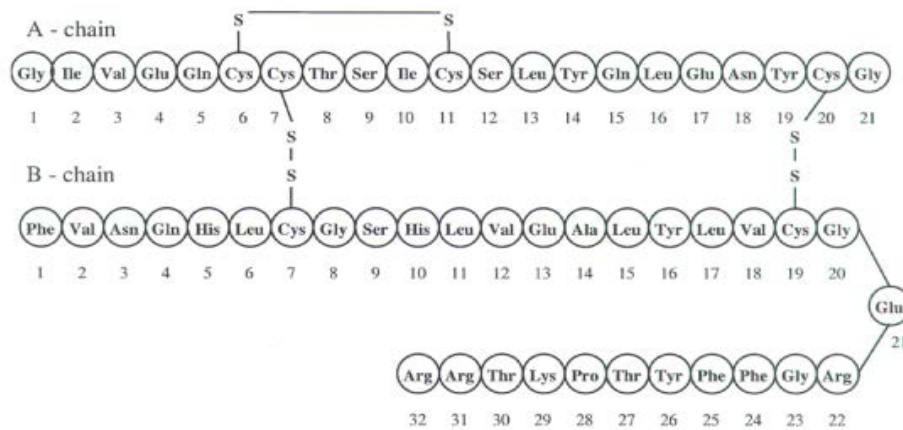 S S
A - chain
Gly Ile Val Glu Gln Cys Cys Thr Ser Ile Cys Ser Leu Tyr Gln Leu Glu Asn Tyr Cys Gly
1 2 3 4 5 6 7 8 9 10 11 12 13 14 15 16 17 18 19 20 21
S S
B - chain
S S
Phe Val Asn Gln His Leu Cys Gly Ser His Leu Val Glu Ala Leu Tyr Leu Val Cys Gly
1 2 3 4 5 6 7 8 9 10 11 12 13 14 15 16 17 18 19 20
Glu
21
Arg Arg Thr Lys Pro Thr Tyr Phe Phe Gly Arg
32 31 30 29 28 27 26 25 24 23 22